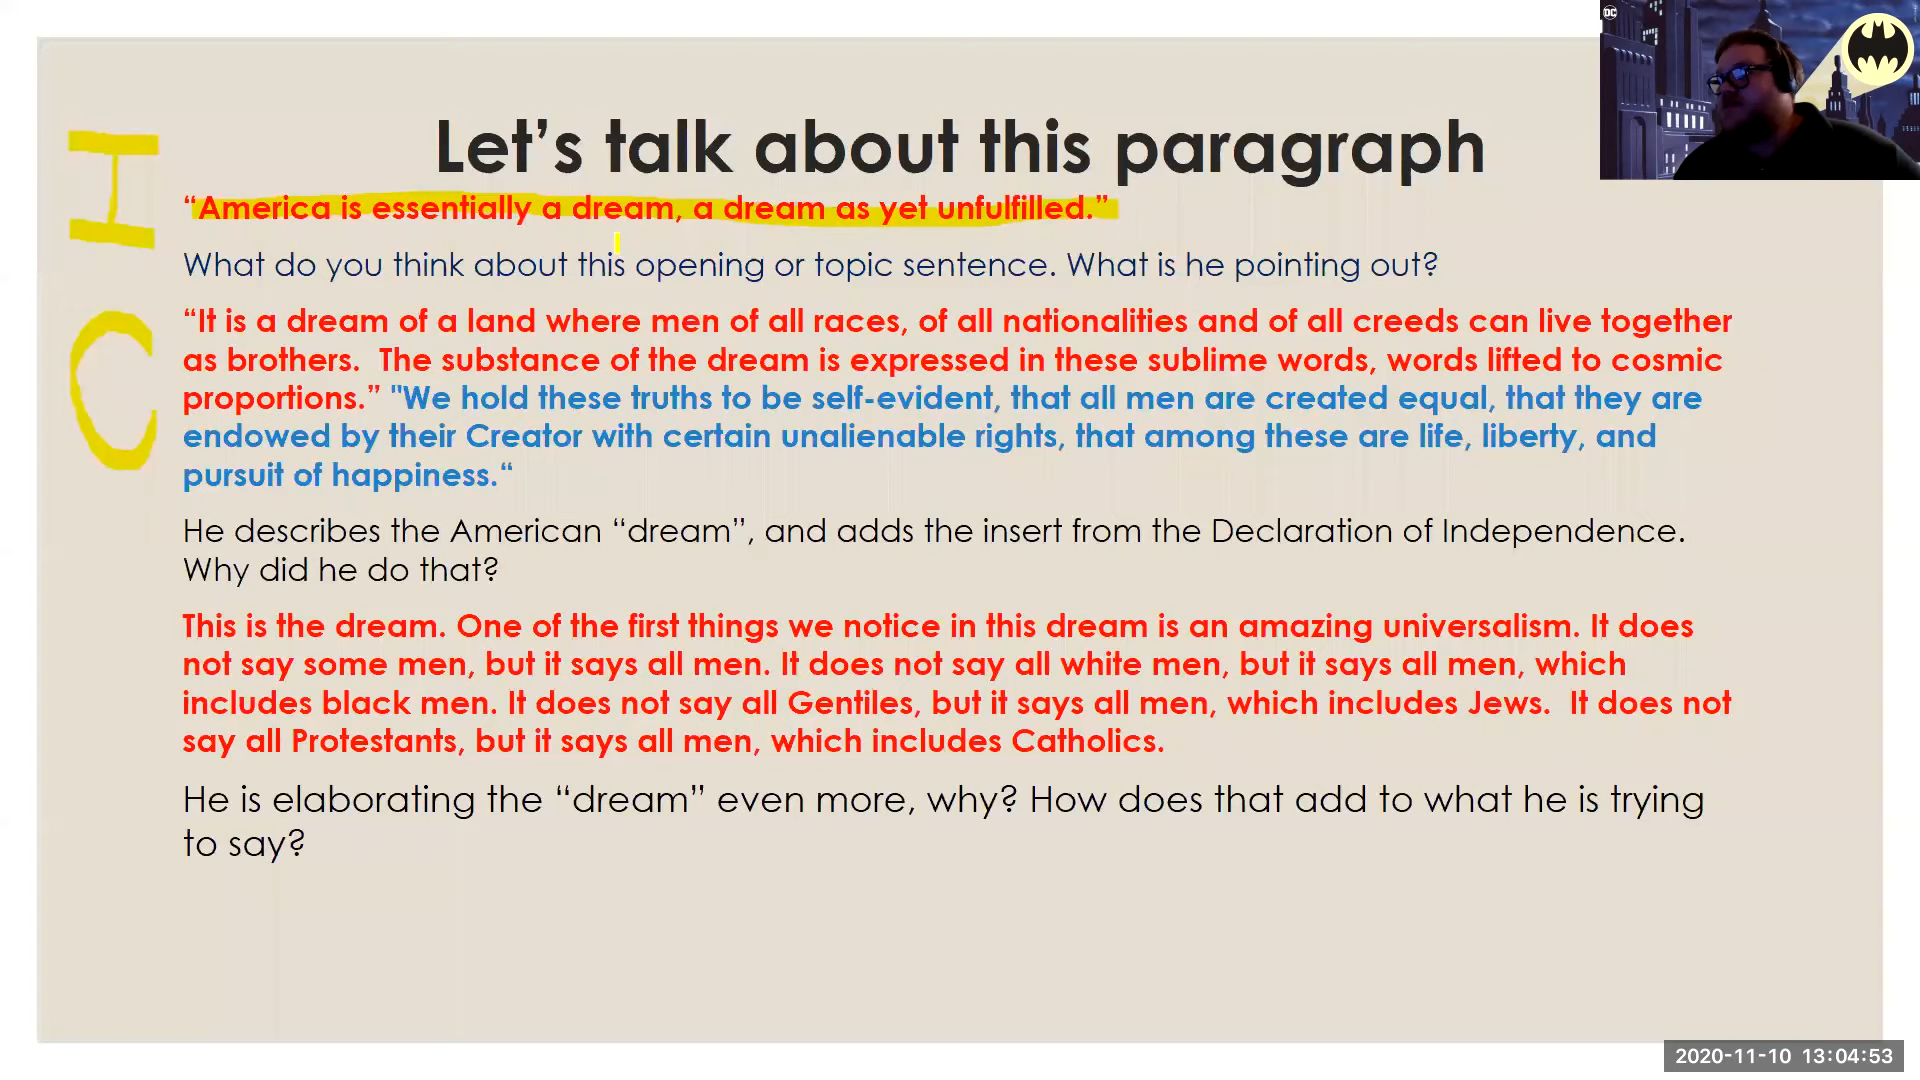 DC
Let’s talk about this paragraph
“America is essentially a dream, a dream as yet unfulfilled.”
What do you think about this opening or topic sentence. What is he pointing out?
“It is a dream of a land where men of all races, of all nationalities and of all creeds can live together
as brothers.  The substance of the dream is expressed in these sublime words, words lifted to cosmic
proportions.” "We hold these truths to be self-evident, that all men are created equal, that they are
endowed by their Creator with certain unalienable rights, that among these are life, liberty, and
pursuit of happiness.“
He describes the American “dream”, and adds the insert from the Declaration of Independence.
Why did he do that?
This is the dream. One of the first things we notice in this dream is an amazing universalism. It does
not say some men, but it says all men. It does not say all white men, but it says all men, which
includes black men. It does not say all Gentiles, but it says all men, which includes Jews.  It does not
say all Protestants, but it says all men, which includes Catholics.
He is elaborating the “dream” even more, why? How does that add to what he is trying
to say?
H
C
2020-11-10 13:04:53